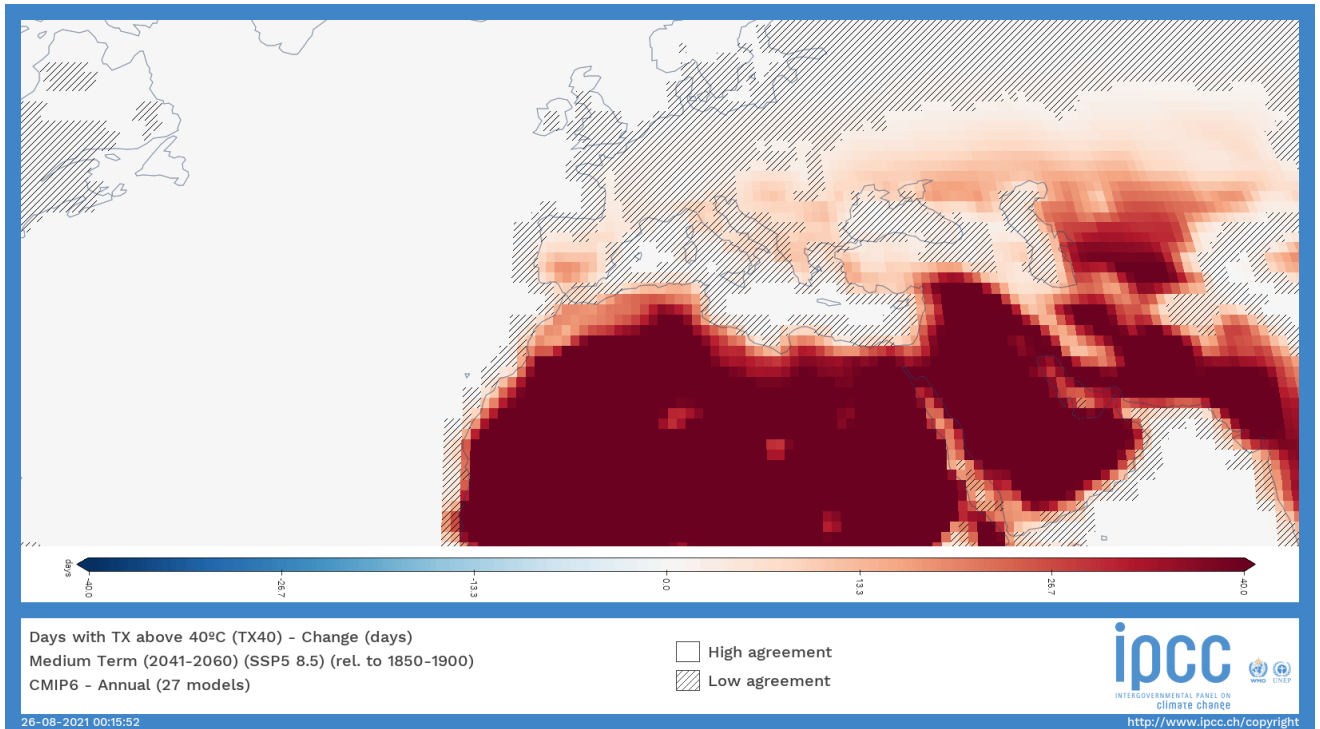 days
-40.0
-26.7
-13.3
0.0
13.3
26.7
40.0
Days with TX above 40ºC (TX40) - Change (days)
Medium Term (2041-2060) (SSP5 8.5) (rel. to 1850-1900)
CMIP6 - Annual (27 models)
High agreement
Low agreement
ipcc
INTERGOVERNMENTAL PANEL ON
climate change
WMO
UNEP
26-08-2021 00:15:52
http://www.ipcc.ch/copyright